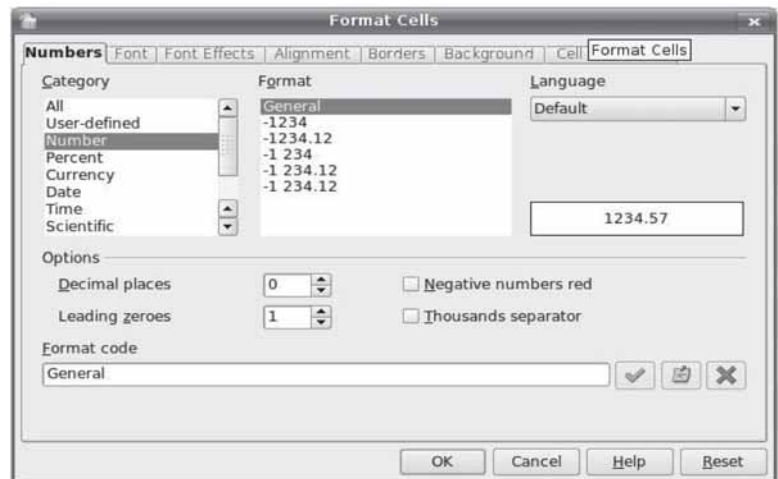 Format Cells
Numbers Font Font Effects Alignment Borders Background Cell Format Cells
Category
All
User-defined
Number
Percent
Currency
Date
Time
Scientific
Format
General
-1234
-1234.12
-1 234
-1 234.12
-1 234.12
Language
Default
1234.57
Options
Decimal places 0
Negative numbers red
Leading zeroes 1
Thousands separator
Format code
General
OK Cancel Help Reset